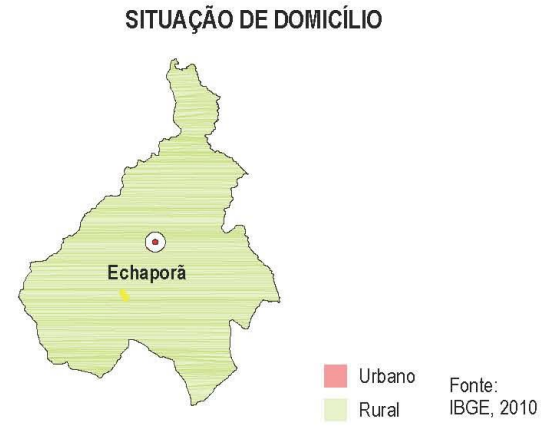 SITUAÇÃO DE DOMICÍLIO
Echaporã
Urbano
Rural
Fonte:
IBGE, 2010